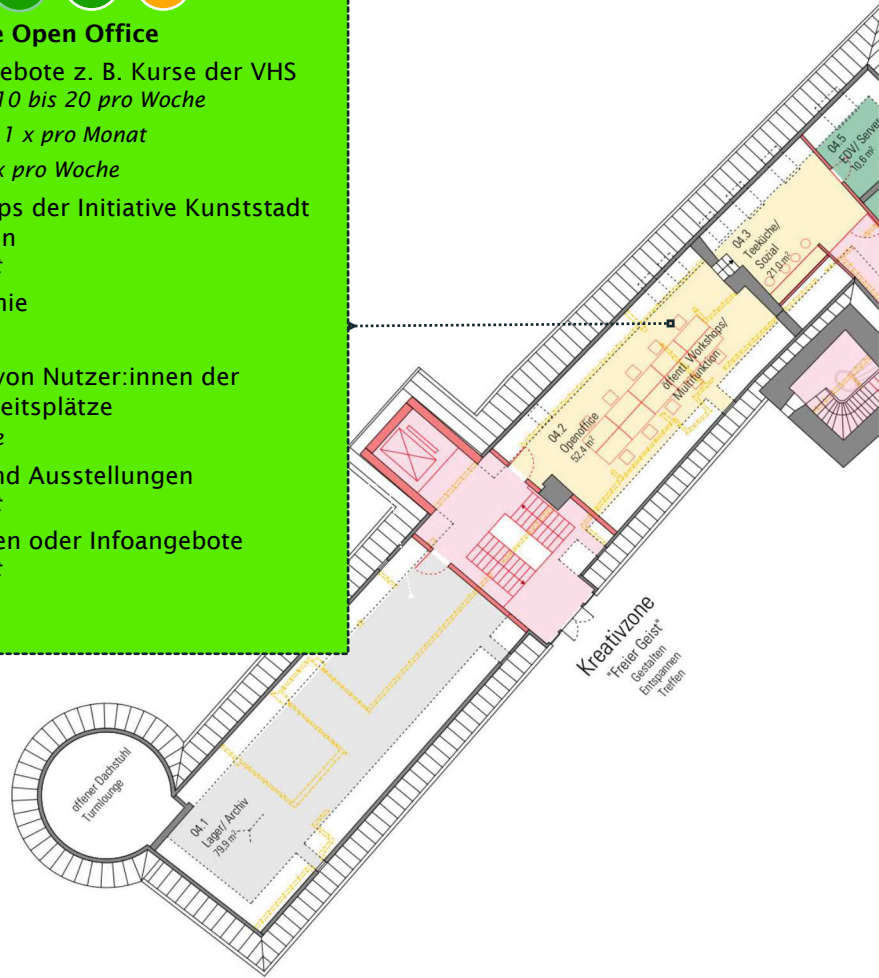 e Open Office
ebote z. B. Kurse der VHS
10 bis 20 pro Woche
1 x pro Monat
x pro Woche
ps der Initiative Kunststadt
en
t
nie
von Nutzer:innen der
eitsplätze
e
nd Ausstellungen
t
en oder Infoangebote
t
04.5
EDV/ Server
10,6 m²
04.3
Teeküche/
Sozial
21,0 m²
04.2
Openoffice
52,4 m²
öffentl. Workshops/
Multifunktion
Kreativzone
"Freier Geist"
Gestalten
Entspannen
Treffen
offener Dachstuhl
Turmlounge
04.1
Lager/ Archiv
79,9 m²